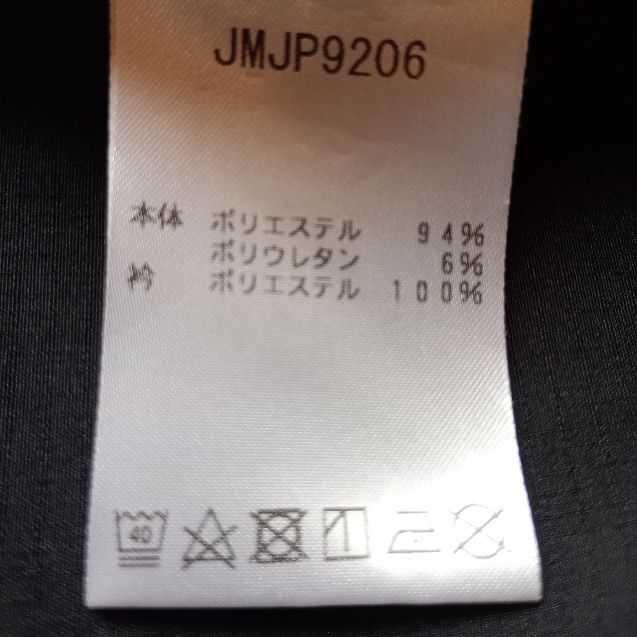 JMJP9206
本体 ポリエステル 94%
ポリウレタン 6%
衿 ポリエステル 100%
40